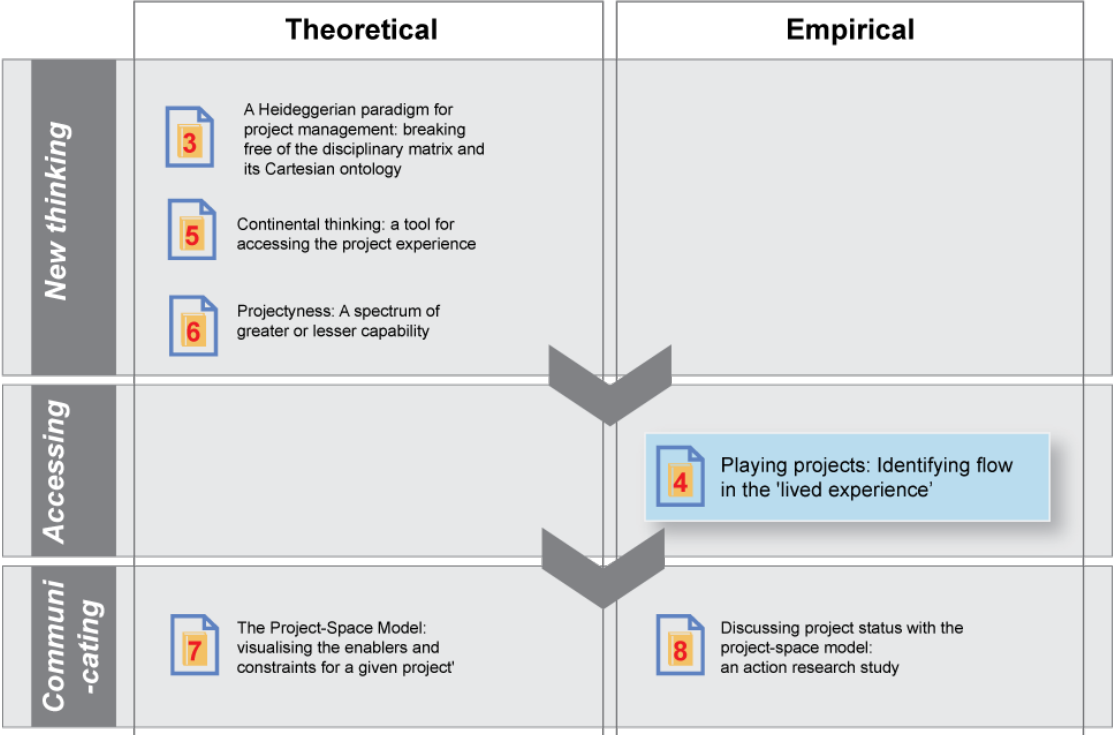 Theoretical
Empirical
New thinking
3
A Heideggerian paradigm for
project management: breaking
free of the disciplinary matrix and
its Cartesian ontology
5
Continental thinking: a tool for
accessing the project experience
6
Projectyness: A spectrum of
greater or lesser capability
Accessing
4
Playing projects: Identifying flow
in the 'lived experience’
Communi
-cating
7
The Project-Space Model:
visualising the enablers and
constraints for a given project'
8
Discussing project status with the
project-space model:
an action research study